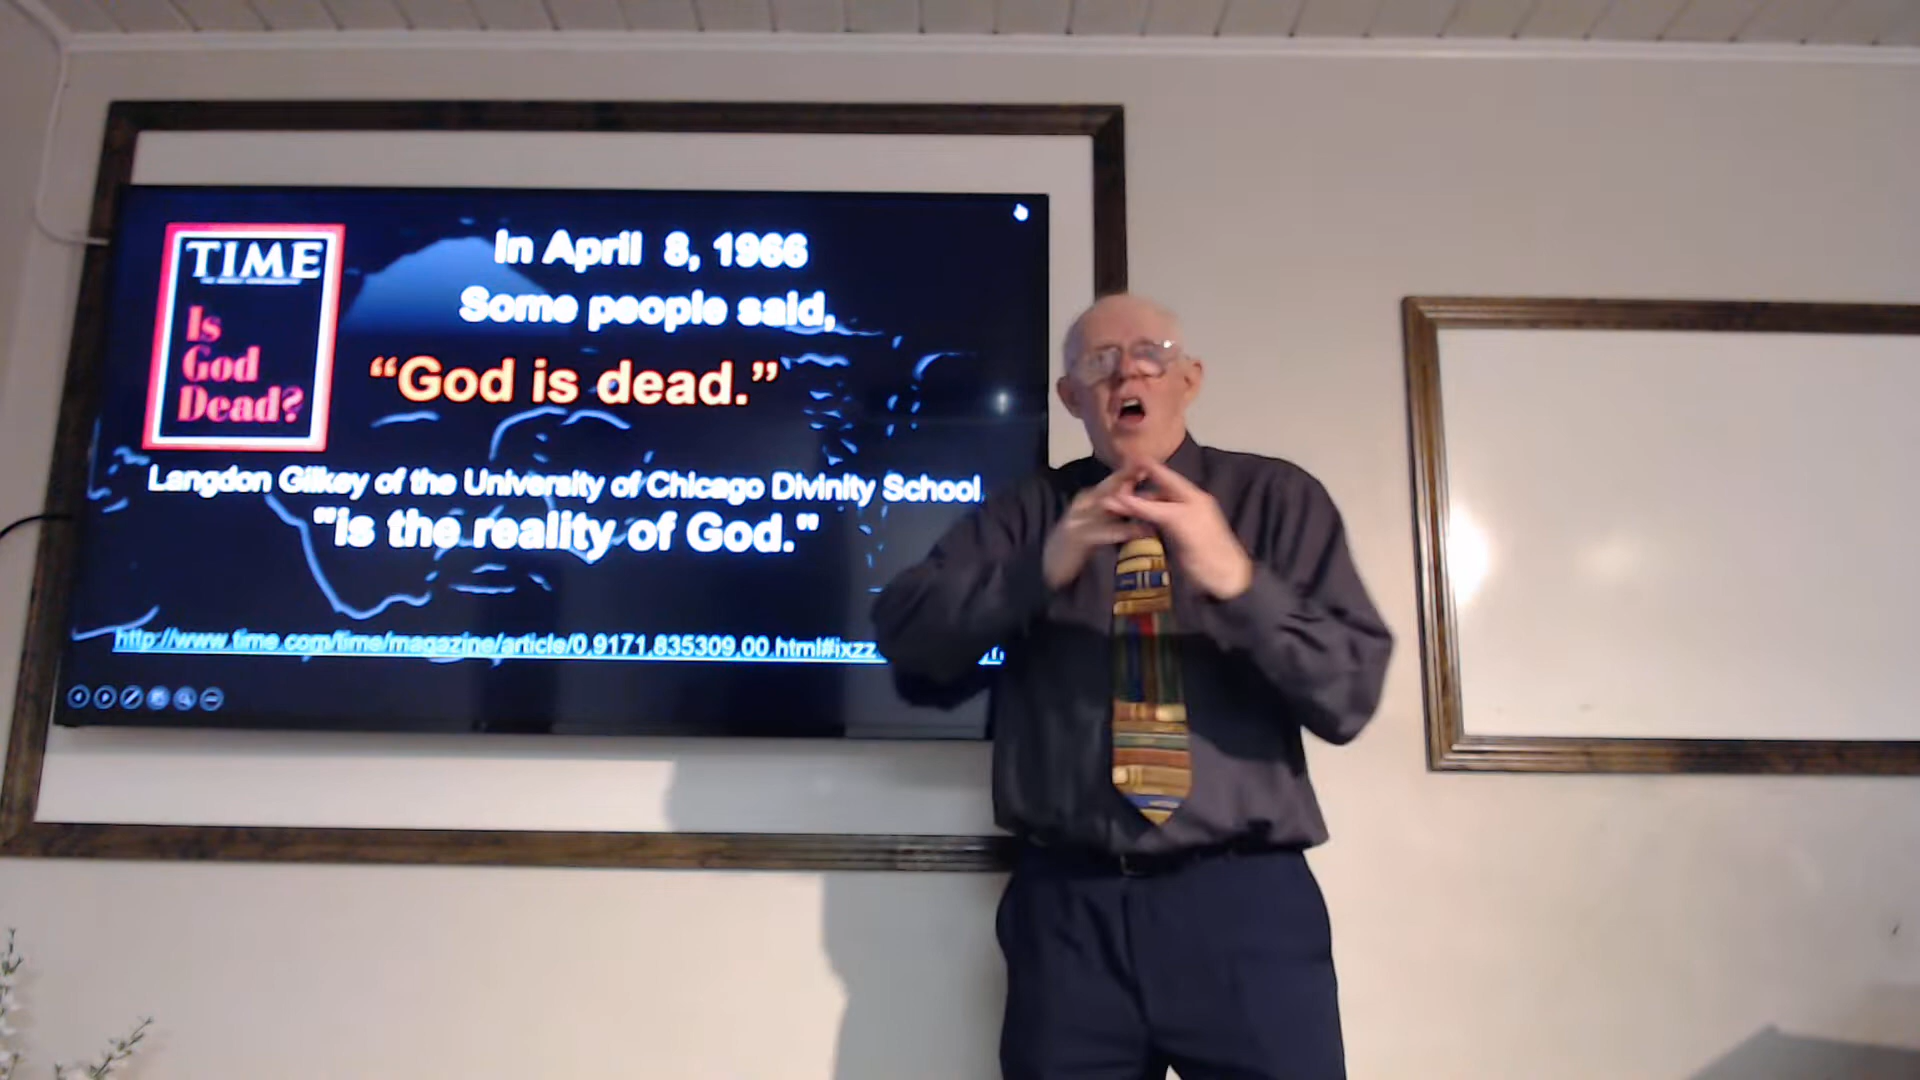 TIME
Is
God
Dead?
In April 8, 1966
Some people said,
“God is dead.”
Langdon Gilkey of the University of Chicago Divinity School,
"is the reality of God."
http://www.time.com/time/magazine/article/0,9171,835309,00.html#ixzz